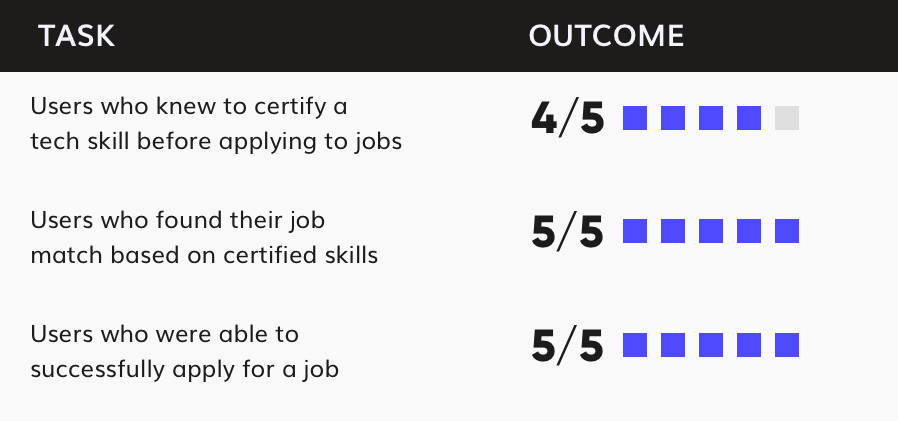 TASK OUTCOME
Users who knew to certify a
tech skill before applying to jobs
4/5
Users who found their job
match based on certified skills
5/5
Users who were able to
successfully apply for a job
5/5